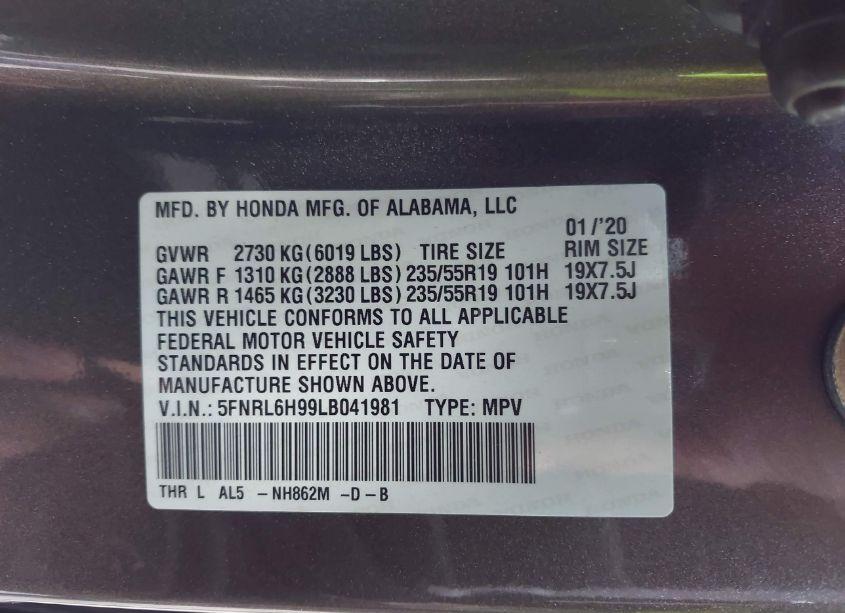 MFD. BY HONDA MFG. OF ALABAMA, LLC
01/'20
GVWR 2730 KG (6019 LBS) TIRE SIZE RIM SIZE
GAWR F 1310 KG (2888 LBS) 235/55R19 101H 19X7.5J
GAWR R 1465 KG (3230 LBS) 235/55R19 101H 19X7.5J
THIS VEHICLE CONFORMS TO ALL APPLICABLE
FEDERAL MOTOR VEHICLE SAFETY
STANDARDS IN EFFECT ON THE DATE OF
MANUFACTURE SHOWN ABOVE.
V.I.N.: 5FNRL6H99LB041981 TYPE: MPV
THR L AL5 -NH862M -D-B